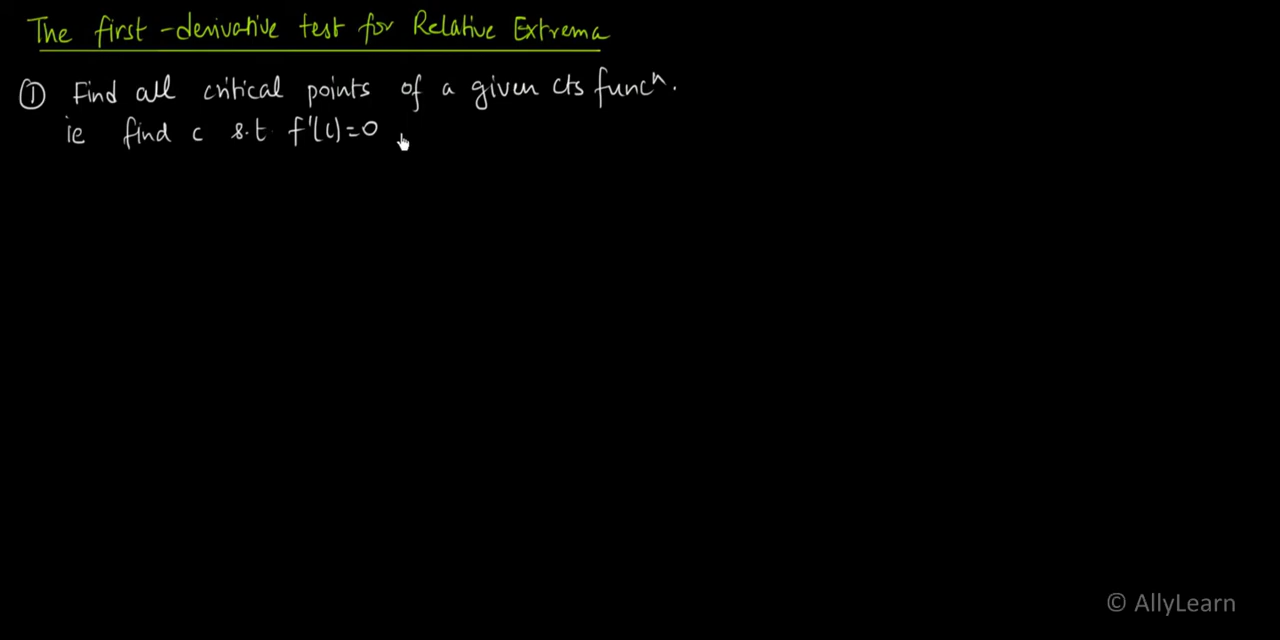 The first-derivative test for Relative Extrema
① Find all critical points of a given cts funcⁿ.
ie find c s.t f'(c)=0
© AllyLearn